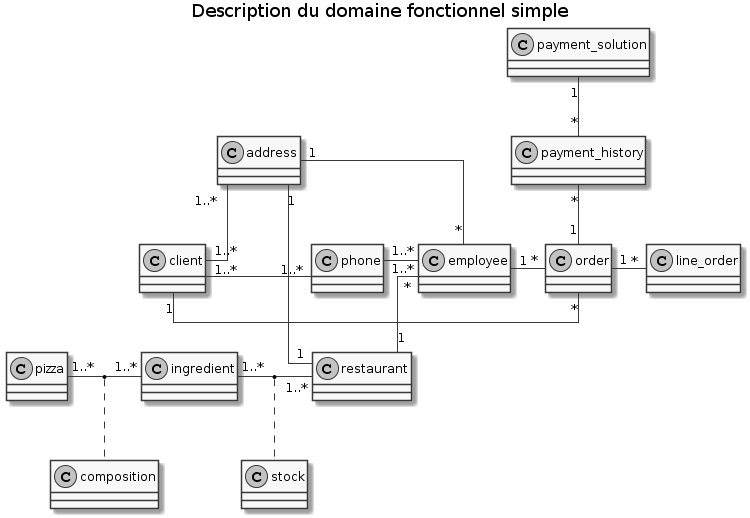 Description du domaine fonctionnel simple
C payment_solution
1
*
C address
1
C payment_history
1..*
1
*
*
1
C client
1..*
1..*
1..*
C phone
1..*
1..*
C employee
1
*
C order
1
*
C line_order
1
*
*
1
1
C pizza
1..*
1..*
C ingredient
1..*
1..*
C restaurant
C composition
C stock